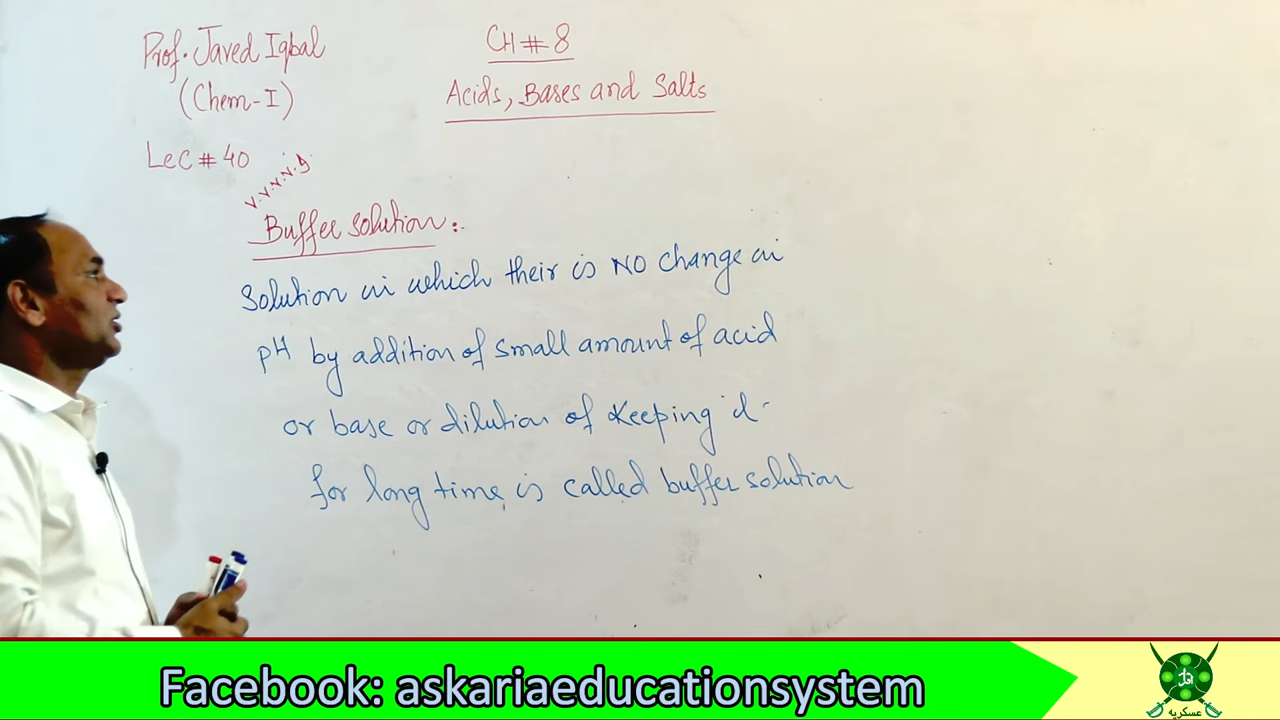 Prof. Javed Iqbal
(Chem-I)
Lec # 40
CH # 8
Acids, Bases and Salts
V.V.V.V.
Buffer solution :.
Solution in which their is NO change in
pH by addition of small amount of acid
or base or dilution of Keeping it
for long time is called buffer solution
Facebook: askariaeducationsystem
عسکریہ